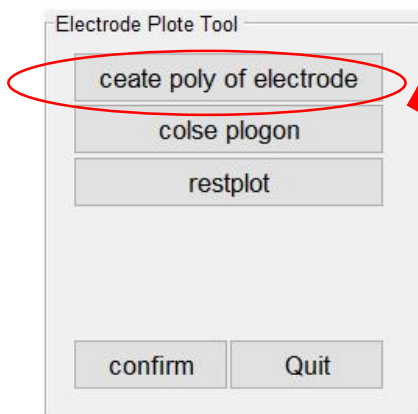 Electrode Plote Tool
ceate poly of electrode
colse plogon
restplot
confirm Quit